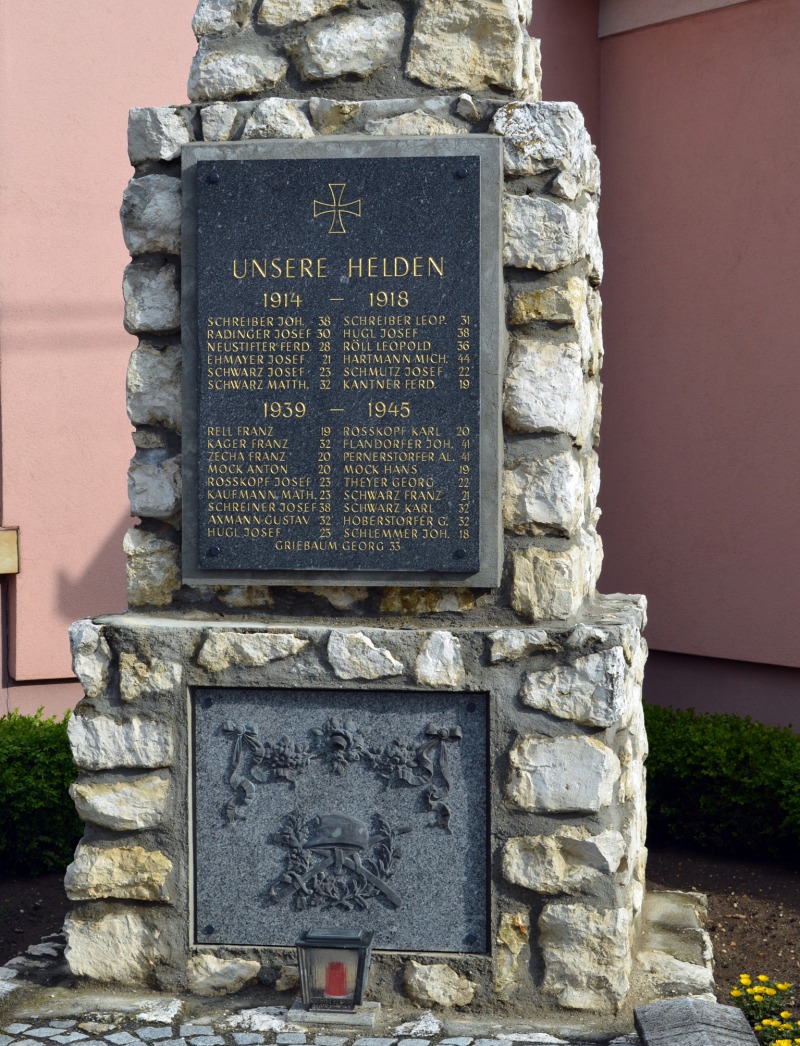 UNSERE HELDEN
1914 — 1918
SCHREIBER JOH. 38 SCHREIBER LEOP. 31
RADINGER JOSEF 30 HUGL JOSEF 38
NEUSTIFTER FERD. 28 RÖLL LEOPOLD 36
EHMAYER JOSEF 21 HARTMANN MICH. 44
SCHWARZ JOSEF 23 SCHMUTZ JOSEF 22
SCHWARZ MATTH. 32 KANTNER FERD. 19
1939 — 1945
RELL FRANZ 19 ROSSKOPF KARL 20
KAGER FRANZ 32 FLANDORFER JOH. 41
ZECHA FRANZ 20 PERNERSTORFER AL. 41
MOCK ANTON 20 MOCK HANS 19
ROSSKOPF JOSEF 23 THEYER GEORG 22
KAUFMANN MATH. 23 SCHWARZ FRANZ 21
SCHREINER JOSEF 38 SCHWARZ KARL 32
AXMANN GUSTAV 32 HOBERSTORFER G. 32
HUGL JOSEF 23 SCHLEMMER JOH. 18
GRIEBAUM GEORG 33